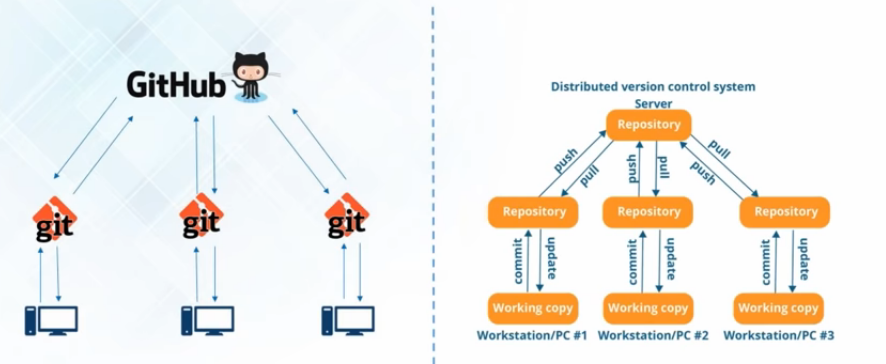 GitHub
git
git
git
Distributed version control system
Server
Repository
push
pull
push
pull
pull
push
Repository
Repository
Repository
commit
update
commit
update
commit
update
Working copy
Working copy
Working copy
Workstation/PC #1
Workstation/PC #2
Workstation/PC #3